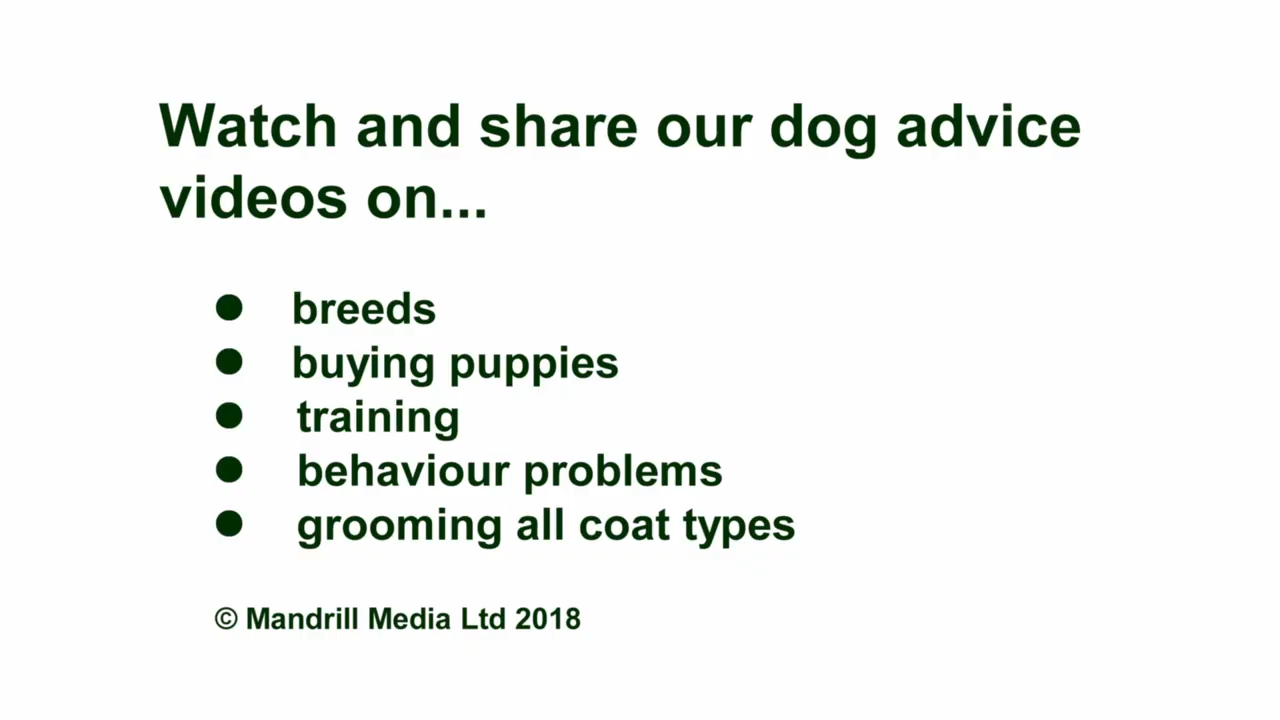 Watch and share our dog advice
videos on...
● breeds
● buying puppies
● training
● behaviour problems
● grooming all coat types
© Mandrill Media Ltd 2018